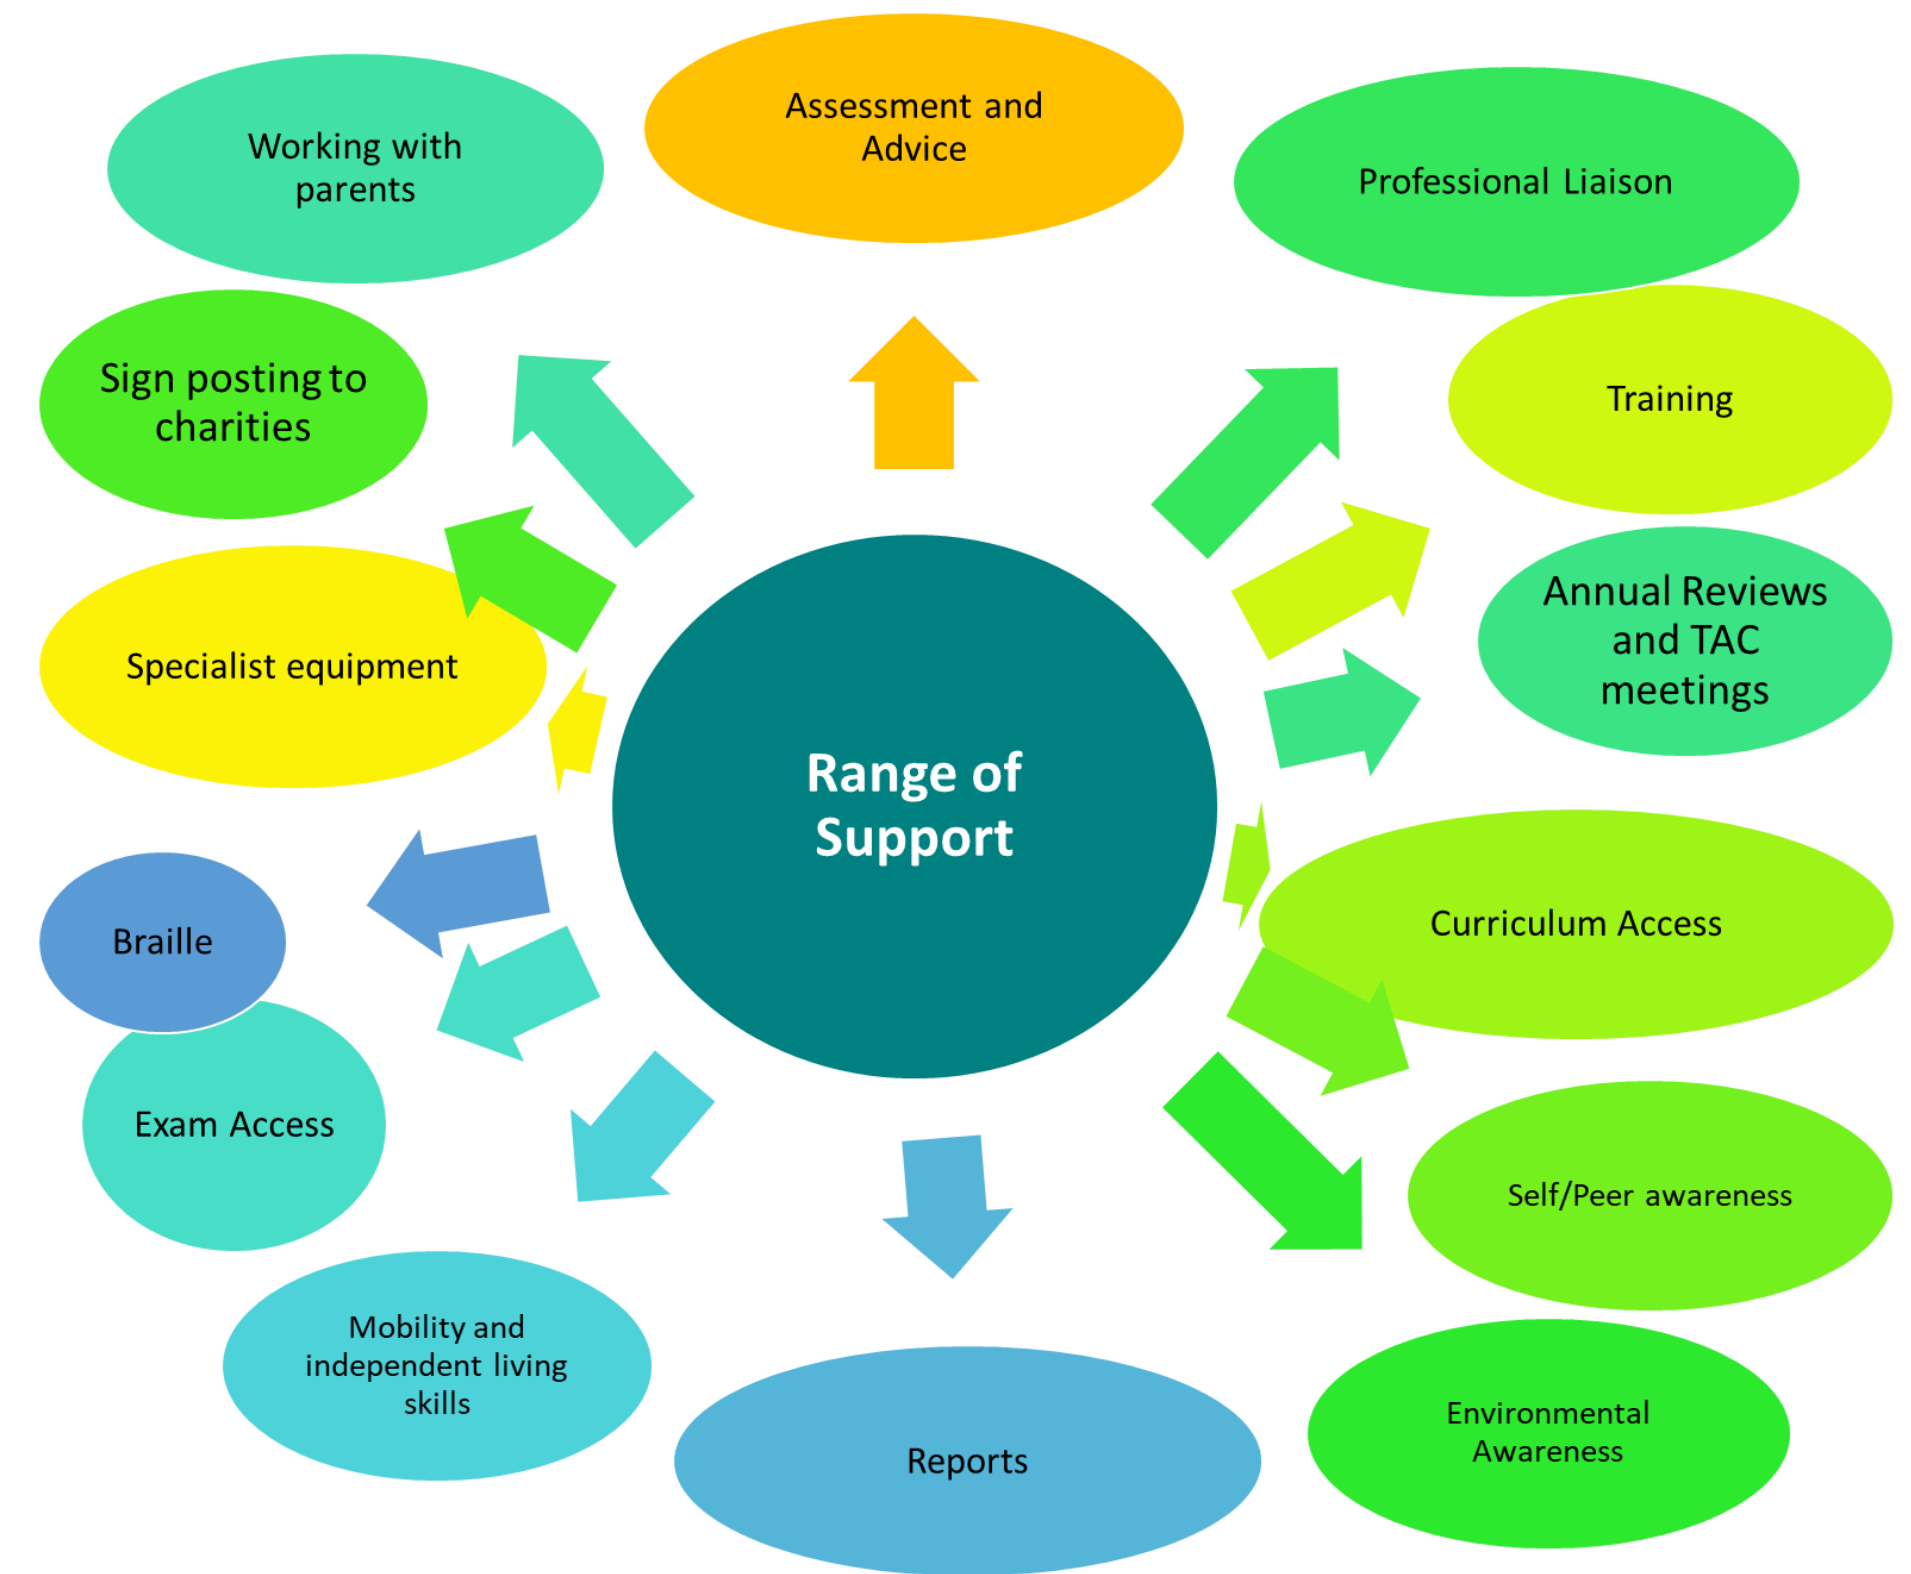 Assessment and
Advice
Professional Liaison
Training
Annual Reviews
and TAC
meetings
Curriculum Access
Self/Peer awareness
Environmental
Awareness
Reports
Mobility and
independent living
skills
Exam Access
Braille
Specialist equipment
Sign posting to
charities
Working with
parents
Range of
Support